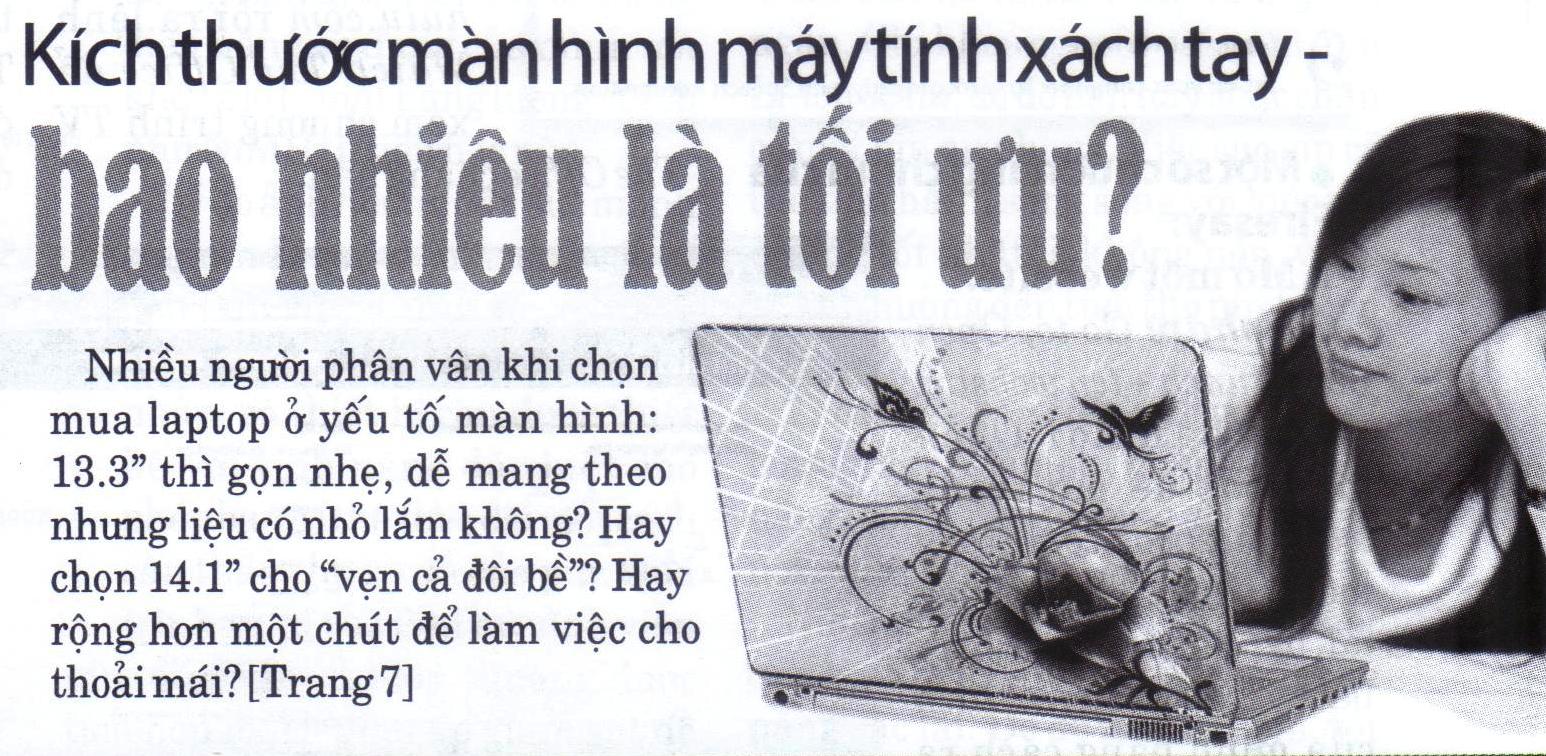 Kích thước màn hình máy tính xách tay -
bao nhiêu là tối ưu?
Nhiều người phân vân khi chọn
mua laptop ở yếu tố màn hình:
13.3” thì gọn nhẹ, dễ mang theo
nhưng liệu có nhỏ lắm không? Hay
chọn 14.1” cho “vẹn cả đôi bề”? Hay
rộng hơn một chút để làm việc cho
thoải mái? [Trang 7]